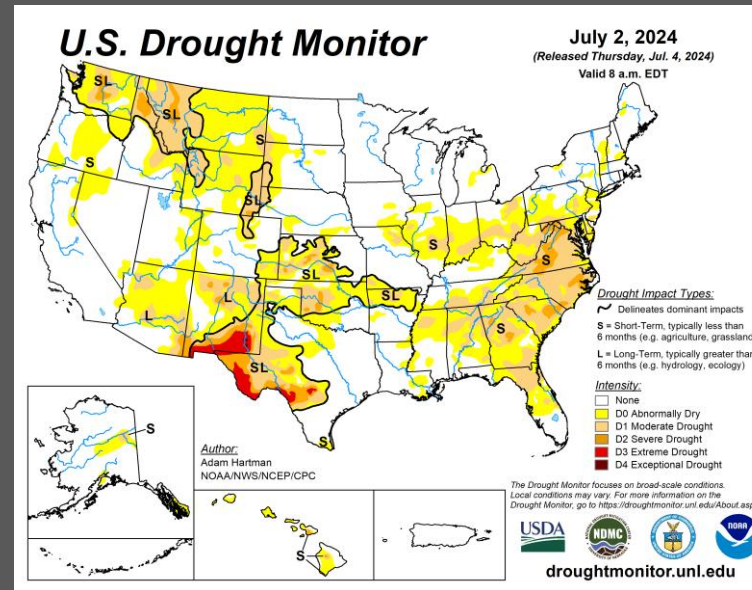 U.S. Drought Monitor
July 2, 2024
(Released Thursday, Jul. 4, 2024)
Valid 8 a.m. EDT
SL
SL
S
S
SL
SL
SL
S
S
S
L
L
SL
S
S
S
Drought Impact Types:
Delineates dominant impacts
S = Short-Term, typically less than
6 months (e.g. agriculture, grassland
L = Long-Term, typically greater than
6 months (e.g. hydrology, ecology)
Intensity:
None
D0 Abnormally Dry
D1 Moderate Drought
D2 Severe Drought
D3 Extreme Drought
D4 Exceptional Drought
Author:
Adam Hartman
NOAA/NWS/NCEP/CPC
The Drought Monitor focuses on broad-scale conditions.
Local conditions may vary. For more information on the
Drought Monitor, go to https://droughtmonitor.unl.edu/About.asp
USDA
NDMC
NOAA
droughtmonitor.unl.edu